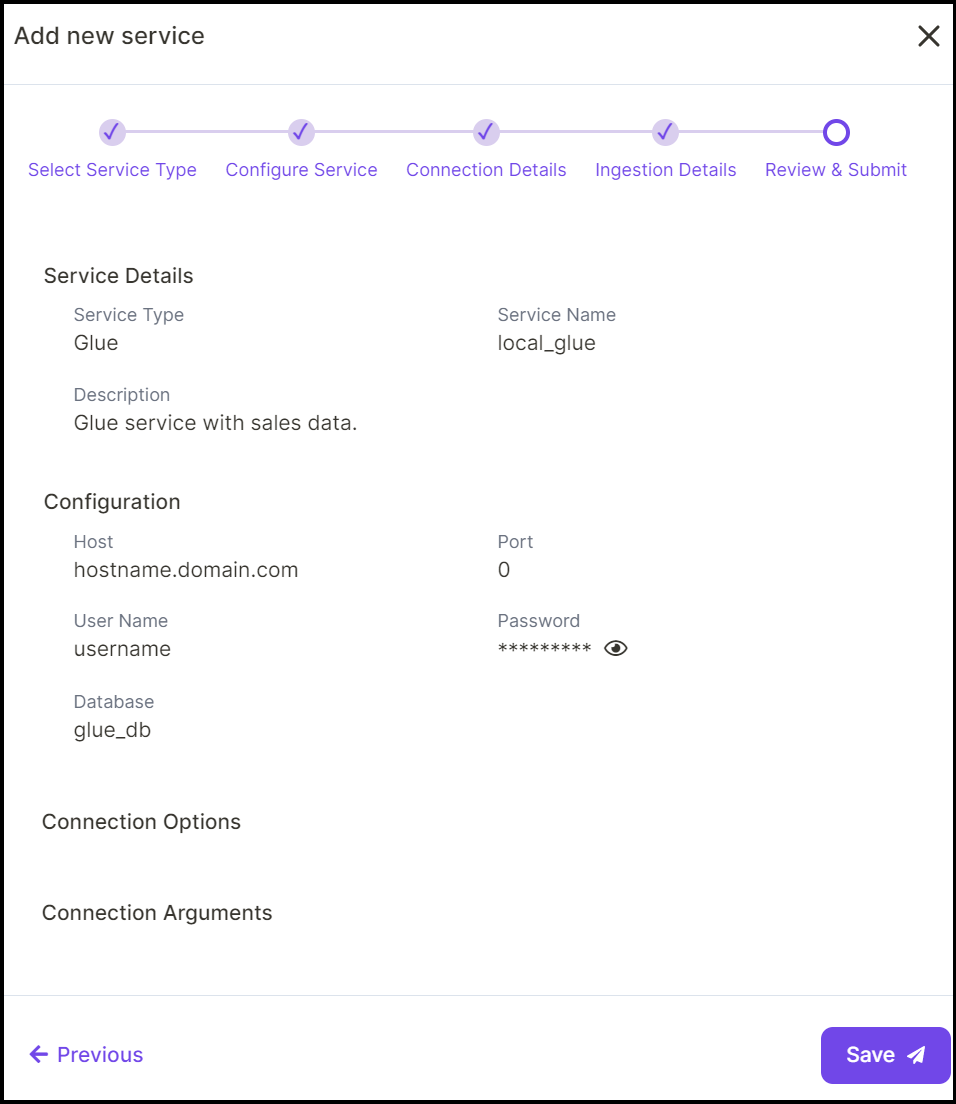 Add new service
Select Service Type Configure Service Connection Details Ingestion Details Review & Submit
Service Details
Service Type Service Name
Glue local_glue
Description
Glue service with sales data.
Configuration
Host Port
hostname.domain.com 0
User Name Password
username *********
Database
glue_db
Connection Options
Connection Arguments
Previous Save